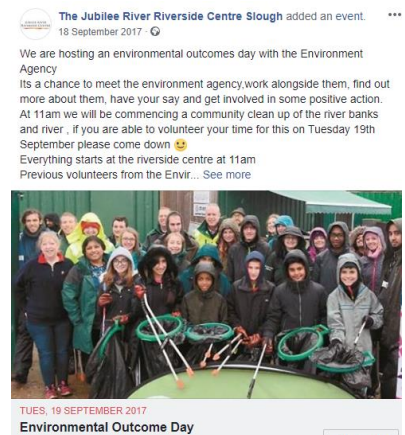 The Jubilee River Riverside Centre Slough added an event.
18 September 2017 ·
We are hosting an environmental outcomes day with the Environment
Agency
Its a chance to meet the environment agency,work alongside them, find out
more about them, have your say and get involved in some positive action.
At 11am we will be commencing a community clean up of the river banks
and river , if you are able to volunteer your time for this on Tuesday 19th
September please come down
Everything starts at the riverside centre at 11am
Previous volunteers from the Envir... See more
TUES, 19 SEPTEMBER 2017
Environmental Outcome Day